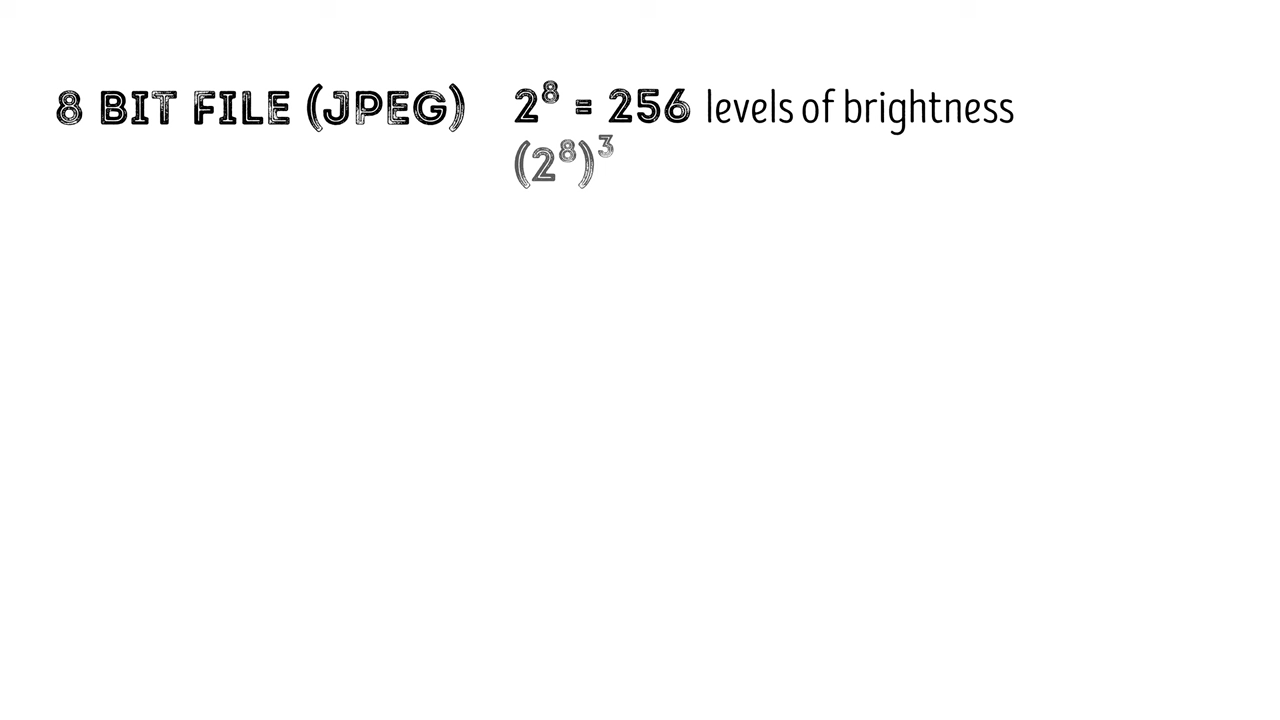 8 BIT FILE (JPEG) 2⁸ = 256 levels of brightness
(2⁸)³